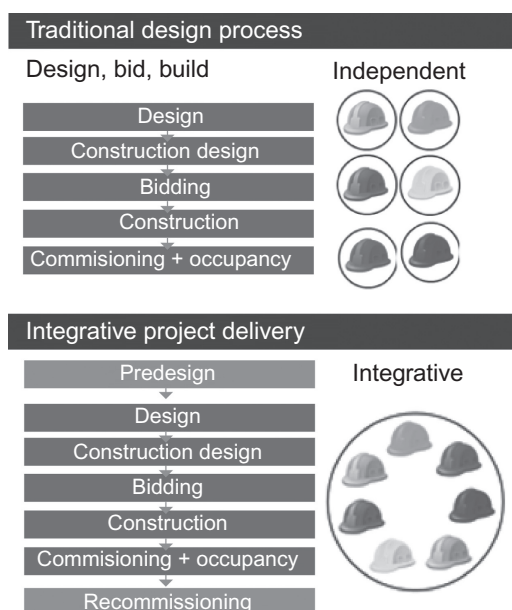 Traditional design process
Design, bid, build
Independent
Design
Construction design
Bidding
Construction
Commisioning + occupancy
Integrative project delivery
Predesign
Integrative
Design
Construction design
Bidding
Construction
Commisioning + occupancy
Recommissioning